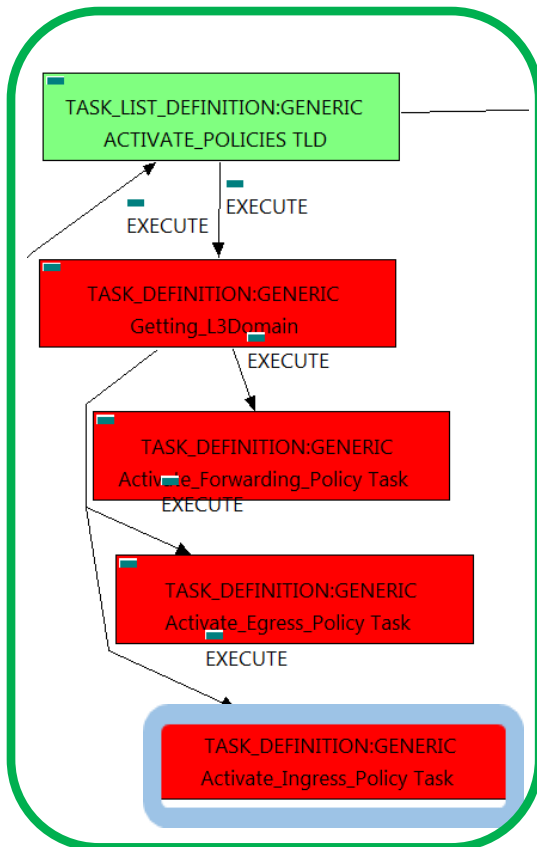 TASK_LIST_DEFINITION:GENERIC
ACTIVATE_POLICIES TLD
EXECUTE
EXECUTE
TASK_DEFINITION:GENERIC
Getting_L3Domain
EXECUTE
TASK_DEFINITION:GENERIC
Activate_Forwarding_Policy Task
EXECUTE
TASK_DEFINITION:GENERIC
Activate_Egress_Policy Task
EXECUTE
TASK_DEFINITION:GENERIC
Activate_Ingress_Policy Task